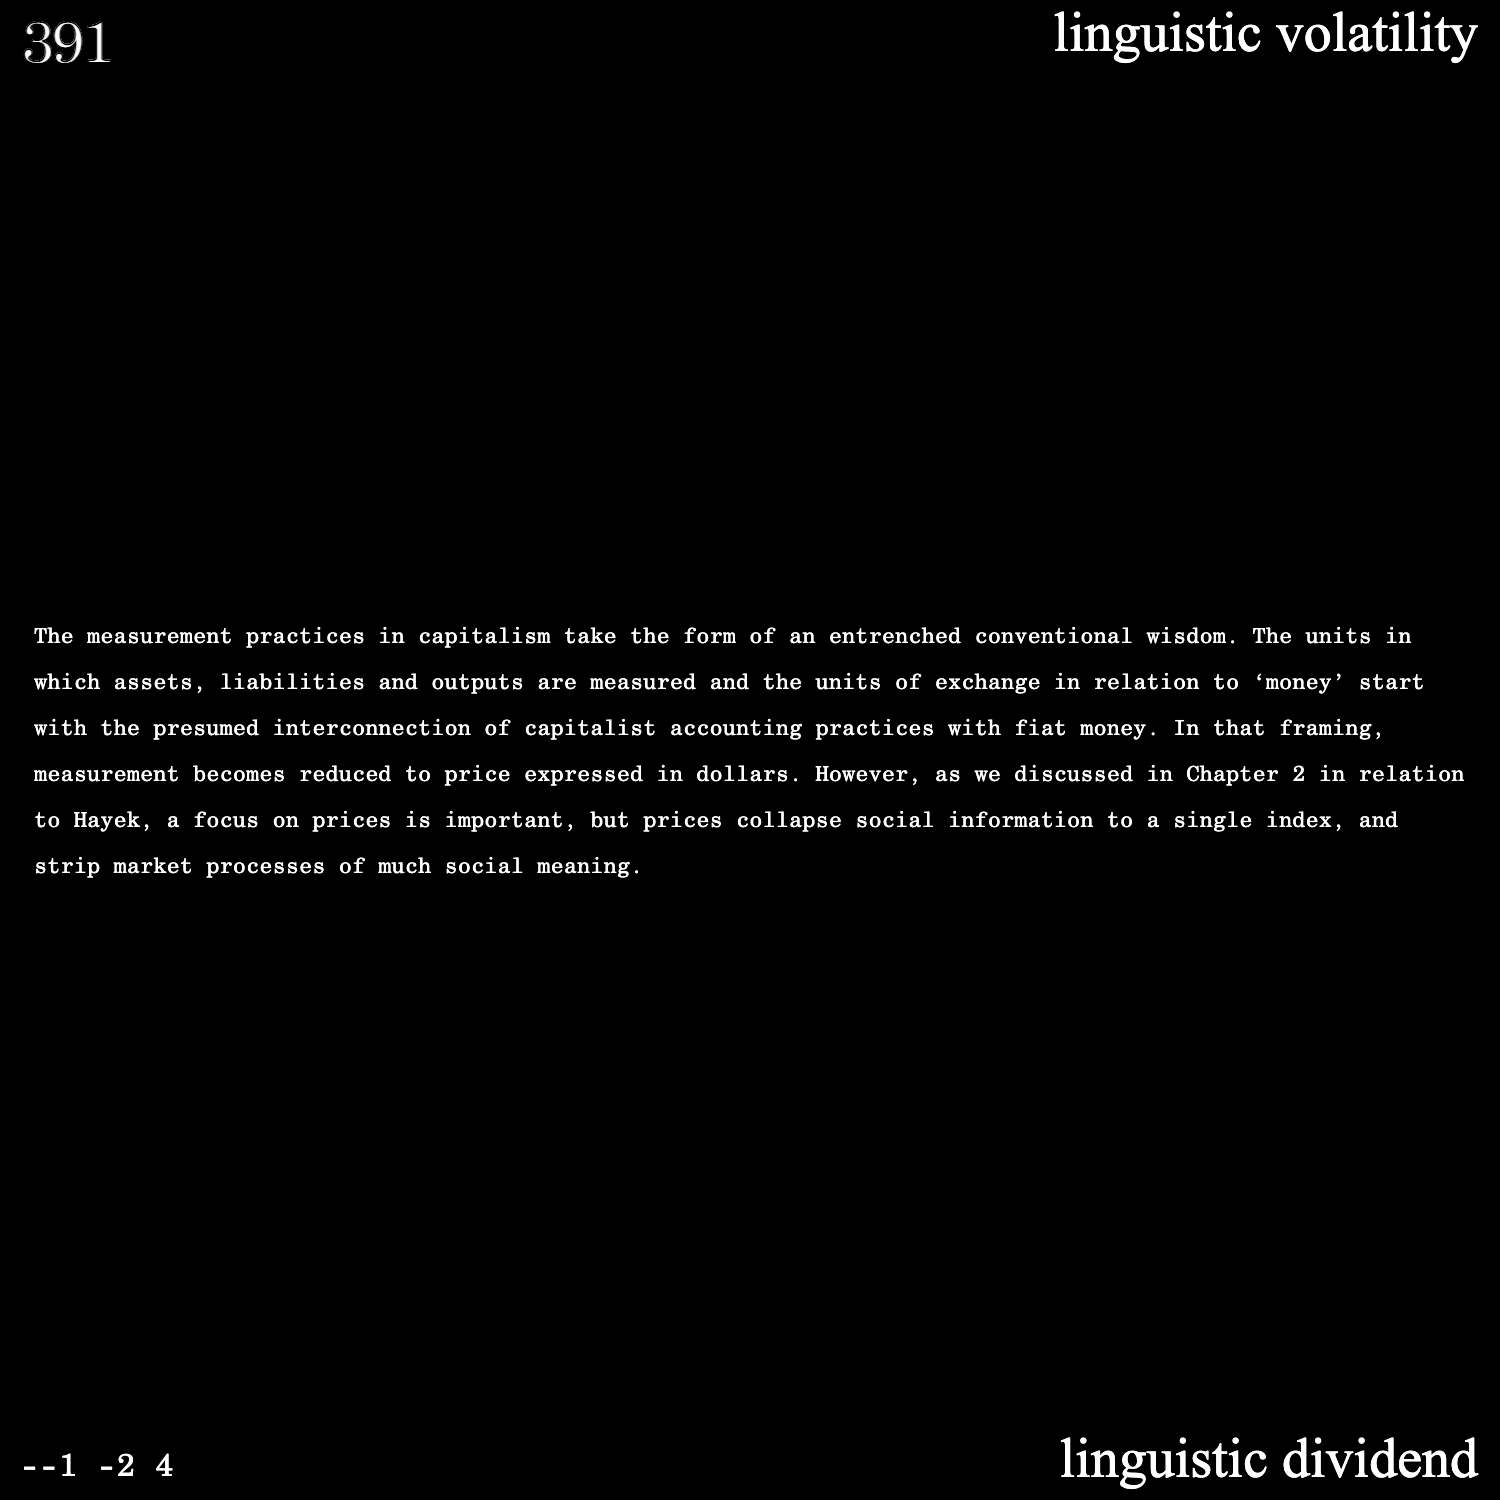 391
linguistic volatility
The measurement practices in capitalism take the form of an entrenched conventional wisdom. The units in
which assets, liabilities and outputs are measured and the units of exchange in relation to ‘money’ start
with the presumed interconnection of capitalist accounting practices with fiat money. In that framing,
measurement becomes reduced to price expressed in dollars. However, as we discussed in Chapter 2 in relation
to Hayek, a focus on prices is important, but prices collapse social information to a single index, and
strip market processes of much social meaning.
--1 -2 4
linguistic dividend